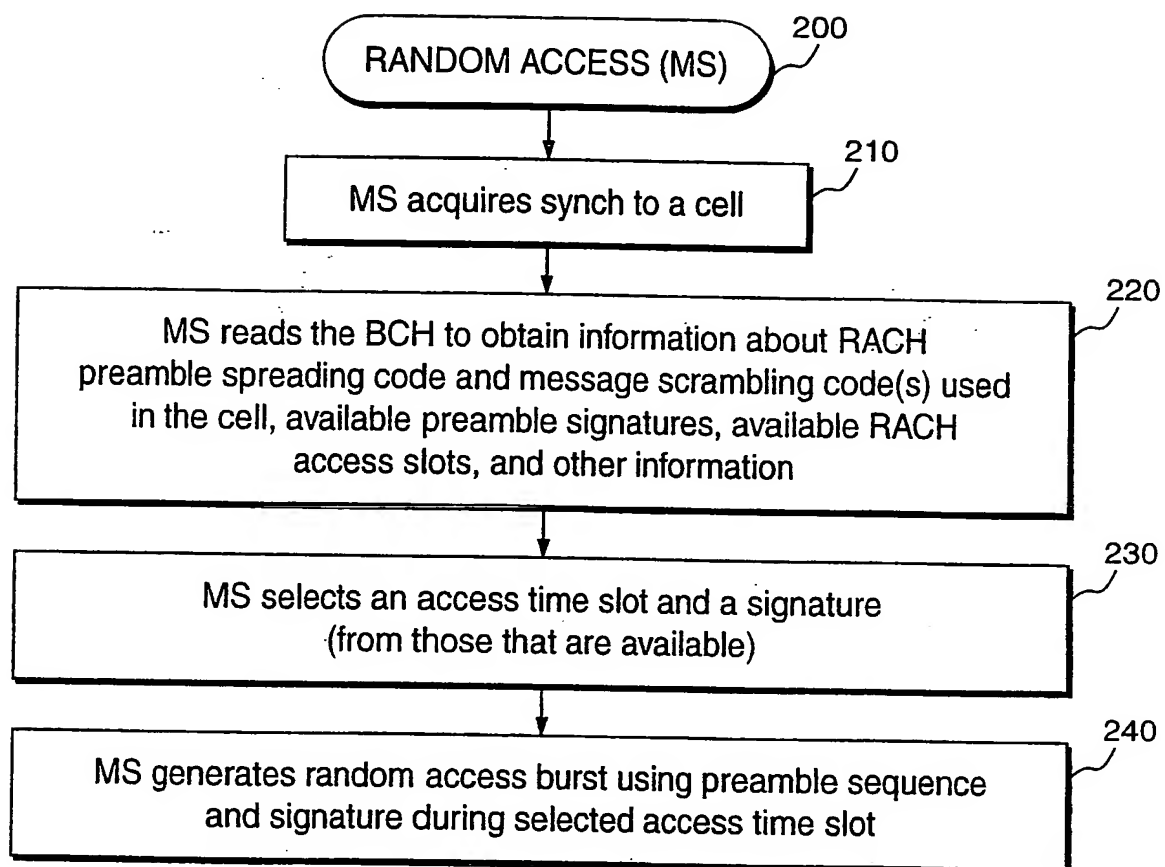 200
RANDOM ACCESS (MS)
210
MS acquires synch to a cell
220
MS reads the BCH to obtain information about RACH
preamble spreading code and message scrambling code(s) used
in the cell, available preamble signatures, available RACH
access slots, and other information
230
MS selects an access time slot and a signature
(from those that are available)
240
MS generates random access burst using preamble sequence
and signature during selected access time slot